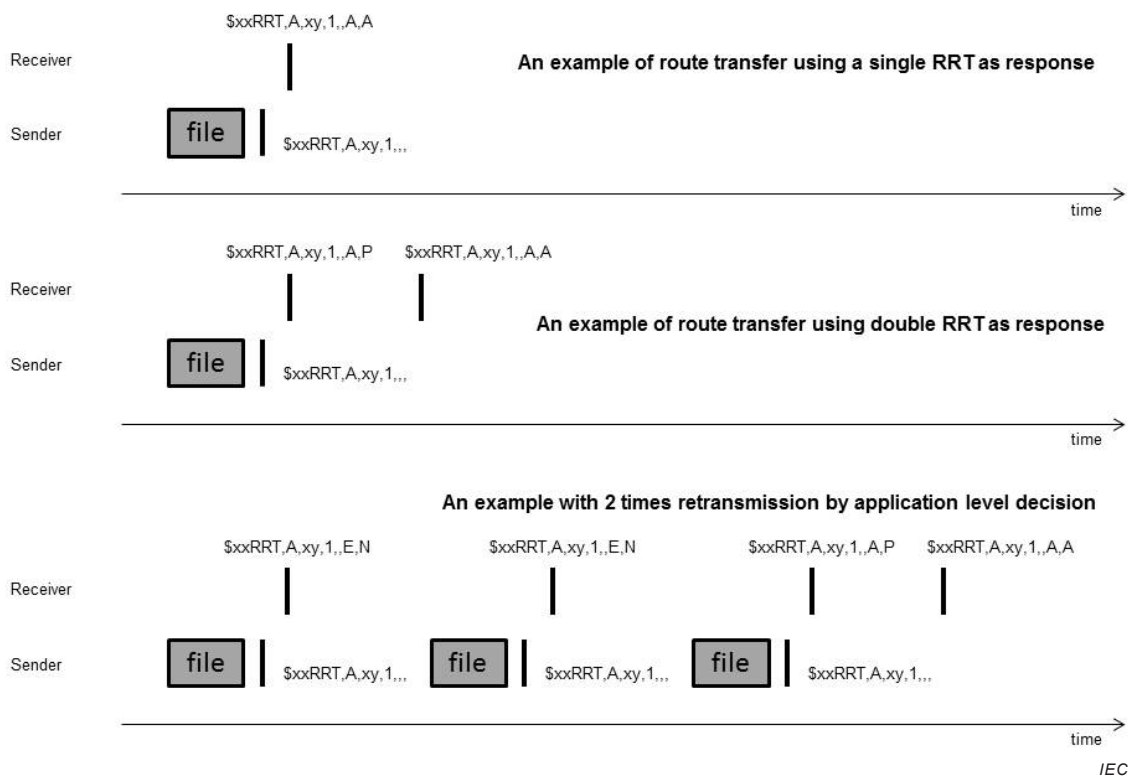 $xxRRT,A,xy,1,,A,A
Receiver
An example of route transfer using a single RRT as response
Sender
file
$xxRRT,A,xy,1,,,
time
$xxRRT,A,xy,1,,A,P
$xxRRT,A,xy,1,,A,A
Receiver
An example of route transfer using double RRT as response
Sender
file
$xxRRT,A,xy,1,,,
time
An example with 2 times retransmission by application level decision
$xxRRT,A,xy,1,,E,N
$xxRRT,A,xy,1,,E,N
$xxRRT,A,xy,1,,A,P
$xxRRT,A,xy,1,,A,A
Receiver
Sender
file
$xxRRT,A,xy,1,,,
file
$xxRRT,A,xy,1,,,
file
$xxRRT,A,xy,1,,,
time
IEC